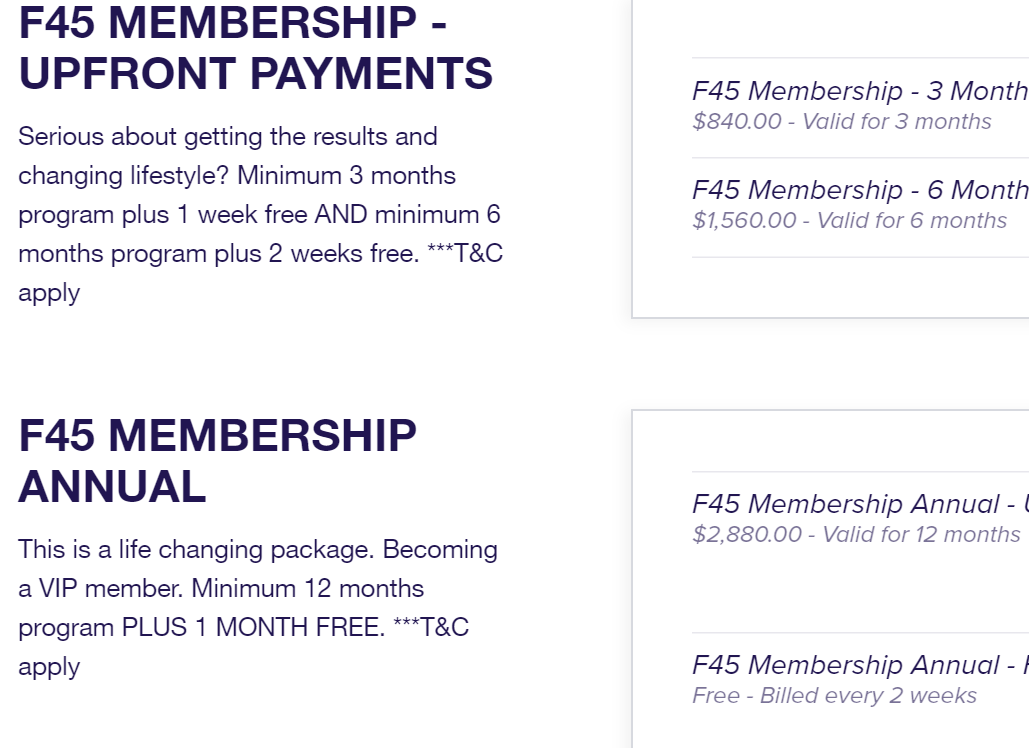 F45 MEMBERSHIP -
UPFRONT PAYMENTS
Serious about getting the results and
changing lifestyle? Minimum 3 months
program plus 1 week free AND minimum 6
months program plus 2 weeks free. ***T&C
apply
F45 Membership - 3 Month
$840.00 - Valid for 3 months
F45 Membership - 6 Month
$1,560.00 - Valid for 6 months
F45 MEMBERSHIP
ANNUAL
This is a life changing package. Becoming
a VIP member. Minimum 12 months
program PLUS 1 MONTH FREE. ***T&C
apply
F45 Membership Annual -
$2,880.00 - Valid for 12 months
F45 Membership Annual -
Free - Billed every 2 weeks